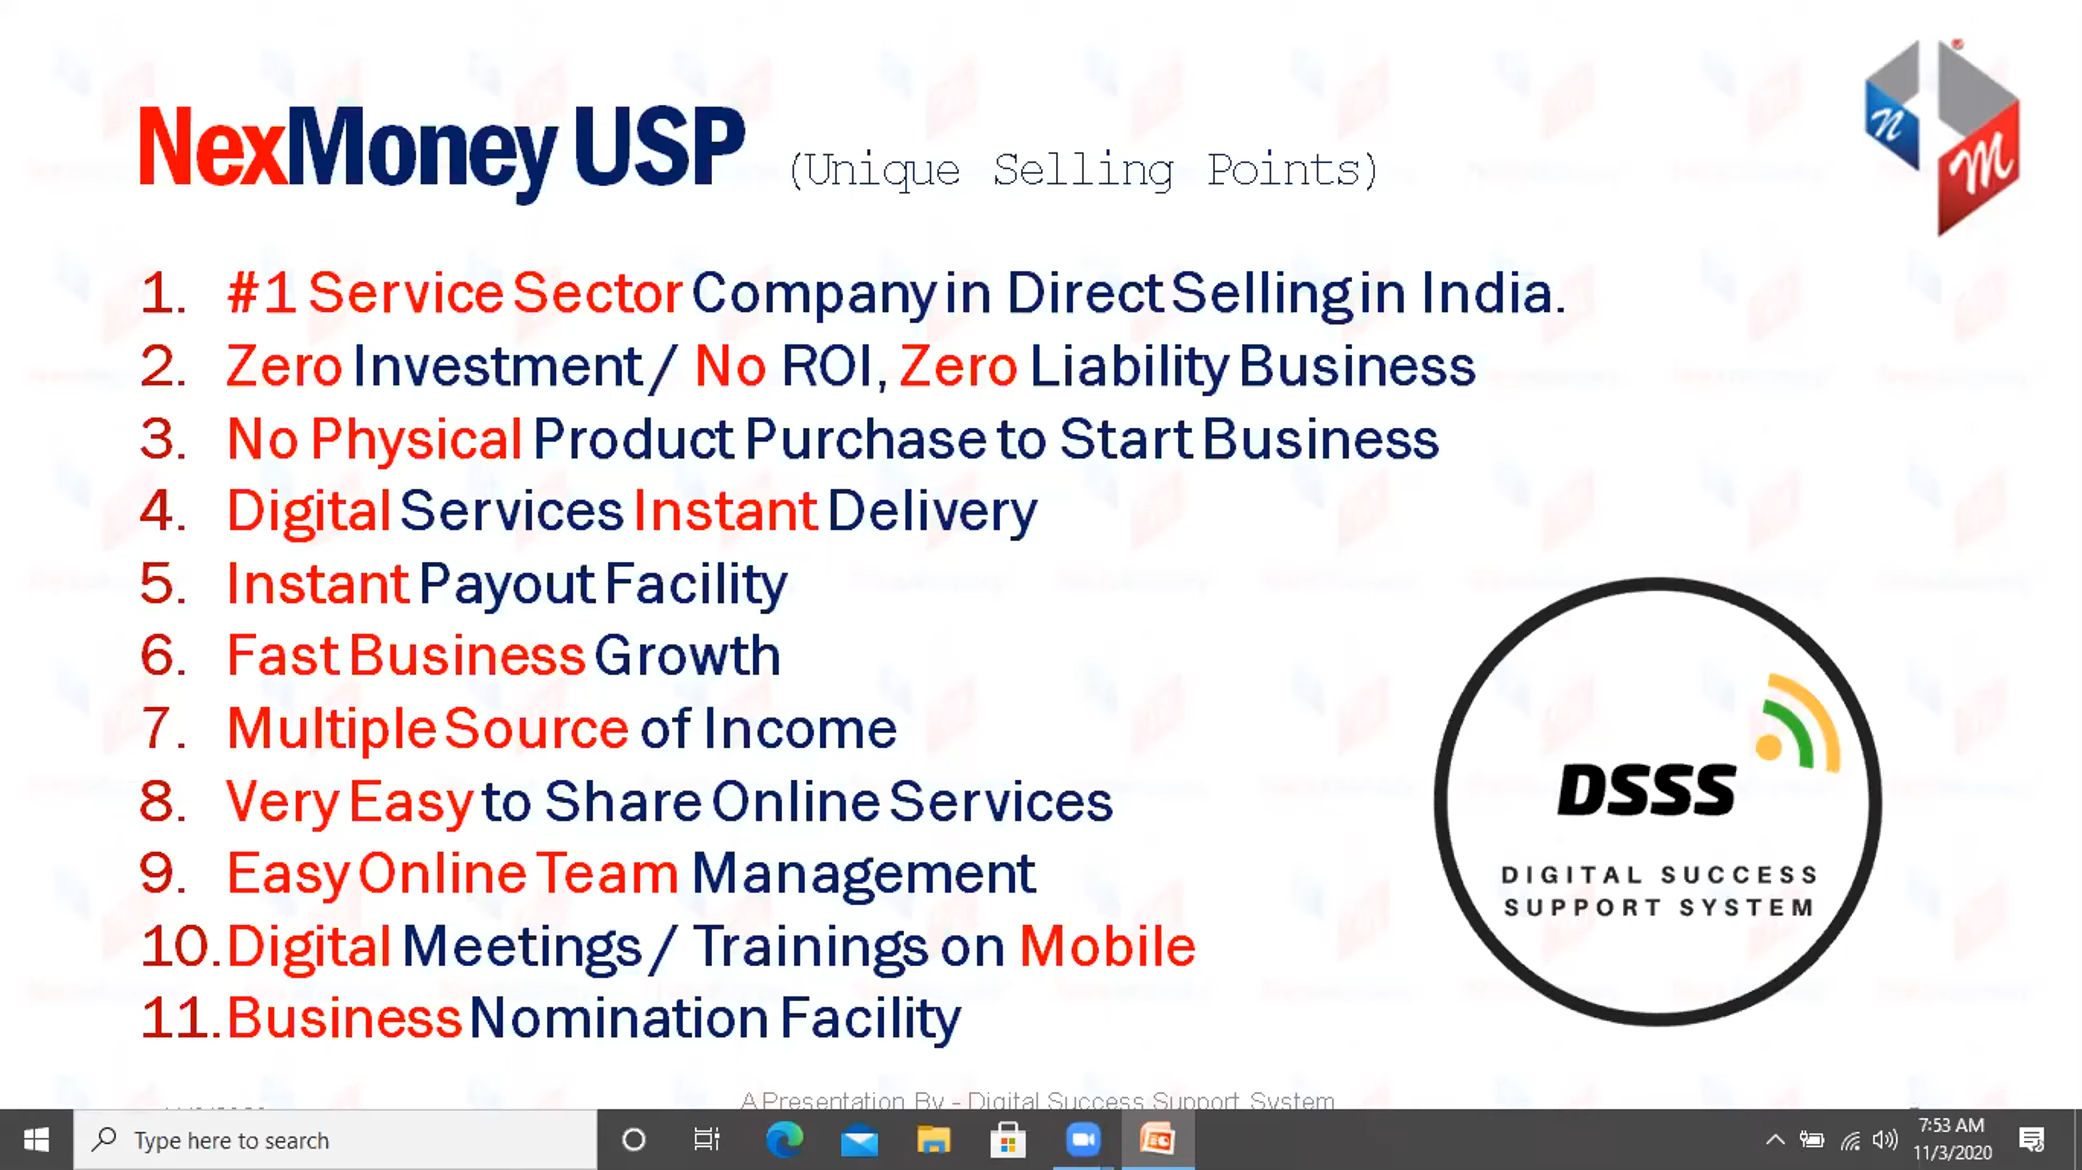 NexMoney USP (Unique Selling Points)
n
M
1. #1 Service Sector Company in Direct Selling in India.
2. Zero Investment / No ROI, Zero Liability Business
3. No Physical Product Purchase to Start Business
4. Digital Services Instant Delivery
5. Instant Payout Facility
6. Fast Business Growth
7. Multiple Source of Income
8. Very Easy to Share Online Services
9. Easy Online Team Management
10. Digital Meetings / Trainings on Mobile
11. Business Nomination Facility
DSSS
DIGITAL SUCCESS
SUPPORT SYSTEM
A Presentation By - Digital Success Support System
Type here to search
7:53 AM
11/3/2020